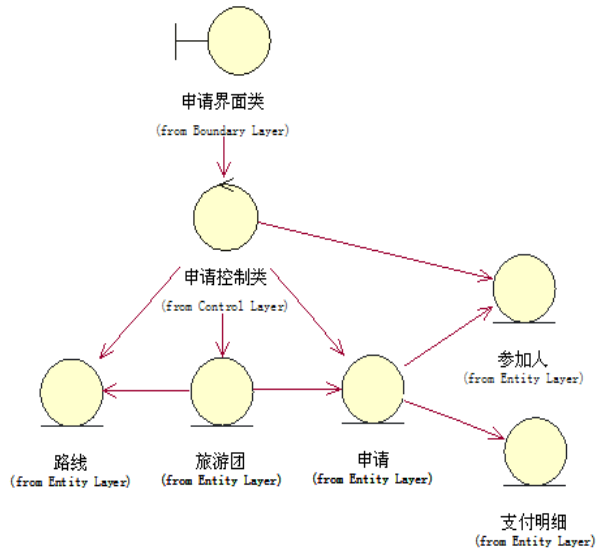 申请界面类
(from Boundary Layer)
申请控制类
(from Control Layer)
参加人
(from Entity Layer)
路线
(from Entity Layer)
旅游团
(from Entity Layer)
申请
(from Entity Layer)
支付明细
(from Entity Layer)